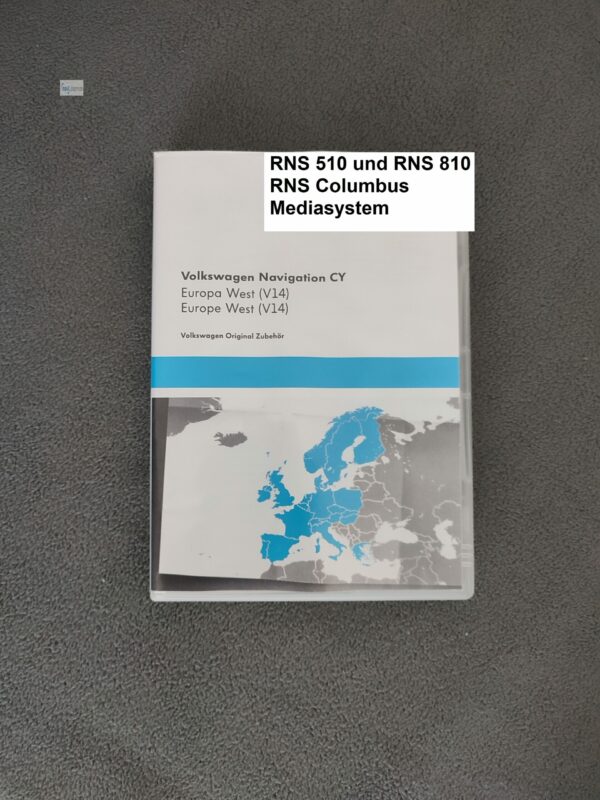 RNS 510 und RNS 810
RNS Columbus
Mediasystem
Volkswagen Navigation CY
Europa West (V14)
Europe West (V14)
Volkswagen Original Zubehör